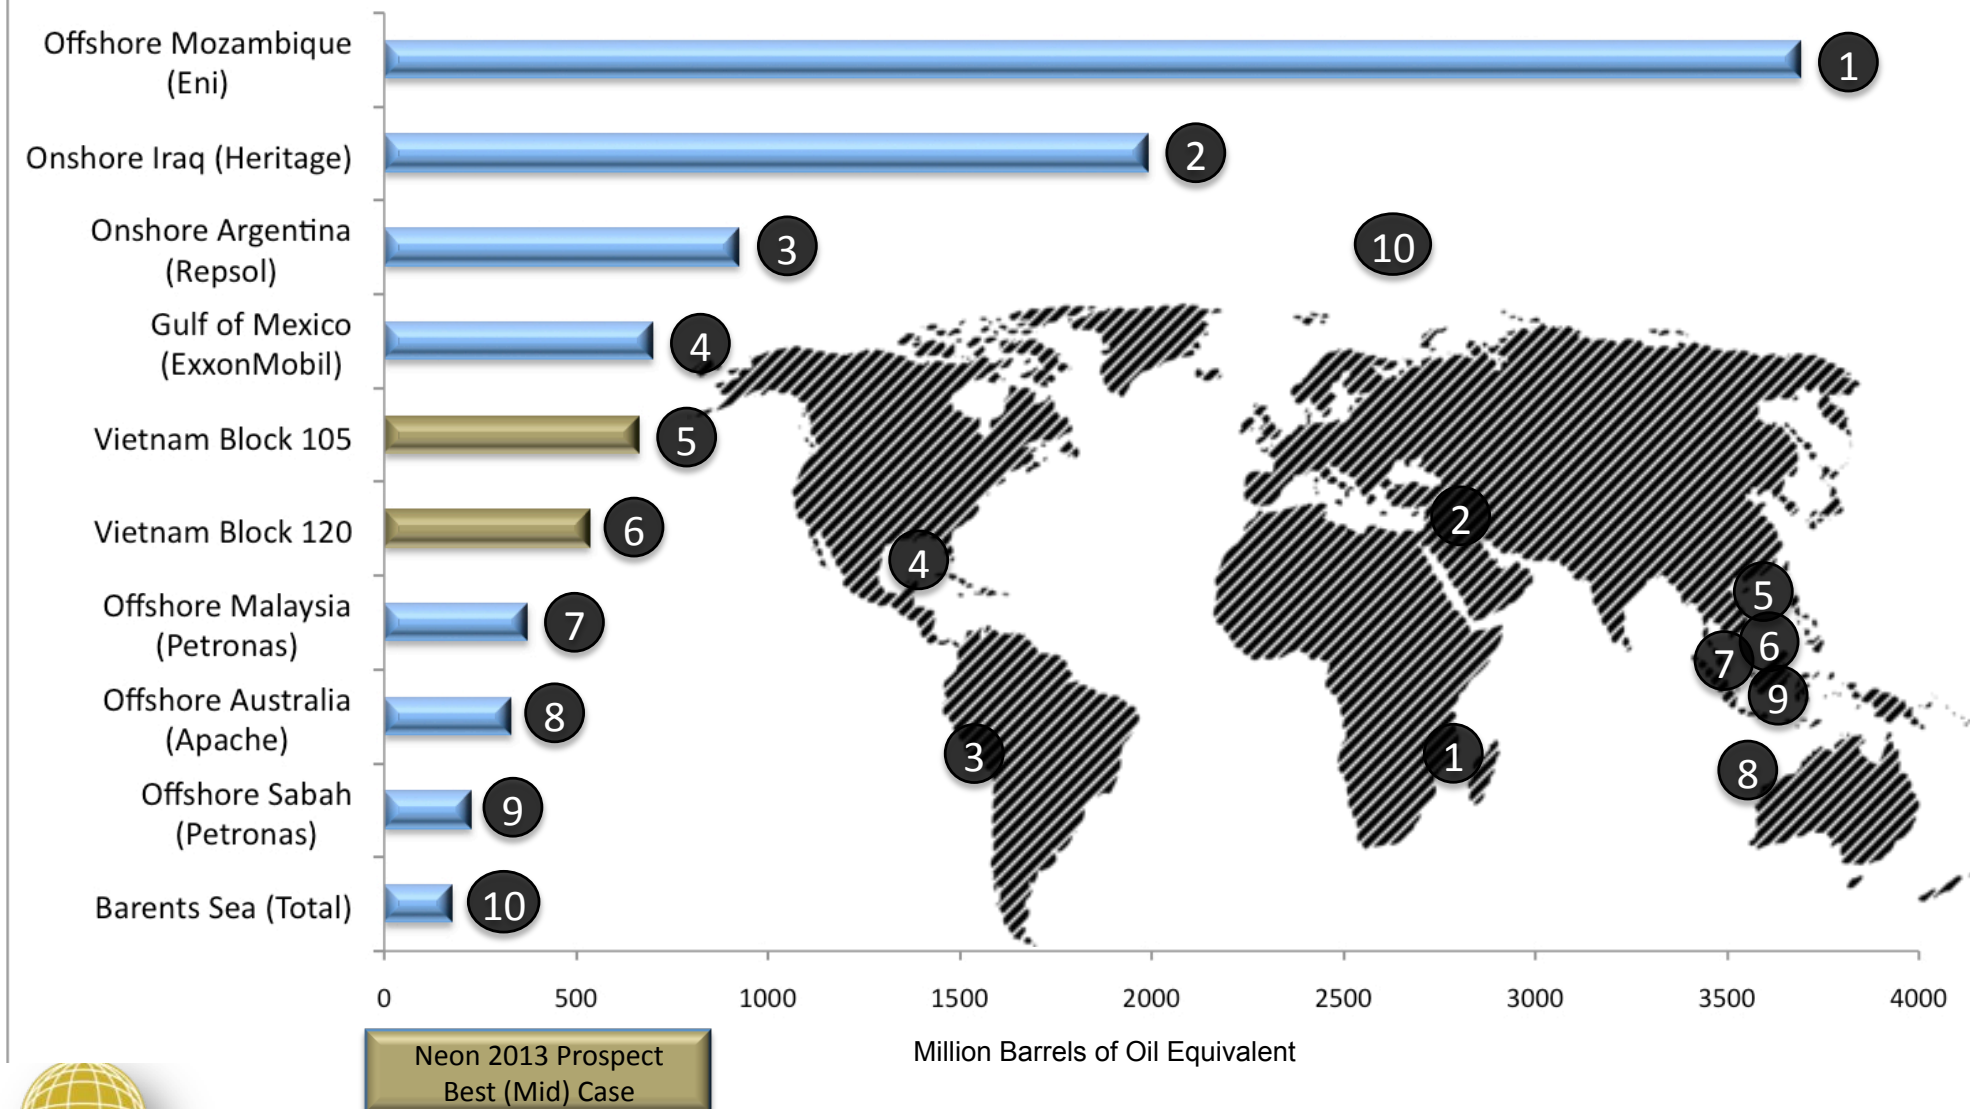 Offshore Mozambique
(Eni)
1
Onshore Iraq (Heritage)
2
Onshore Argentina
(Repsol)
3
10
Gulf of Mexico
(ExxonMobil)
4
Vietnam Block 105
5
Vietnam Block 120
6
Offshore Malaysia
(Petronas)
7
Offshore Australia
(Apache)
8
Offshore Sabah
(Petronas)
9
Barents Sea (Total)
10
2
4
5
6
7
9
3
1
8
0 500 1000 1500 2000 2500 3000 3500 4000
Million Barrels of Oil Equivalent
Neon 2013 Prospect
Best (Mid) Case